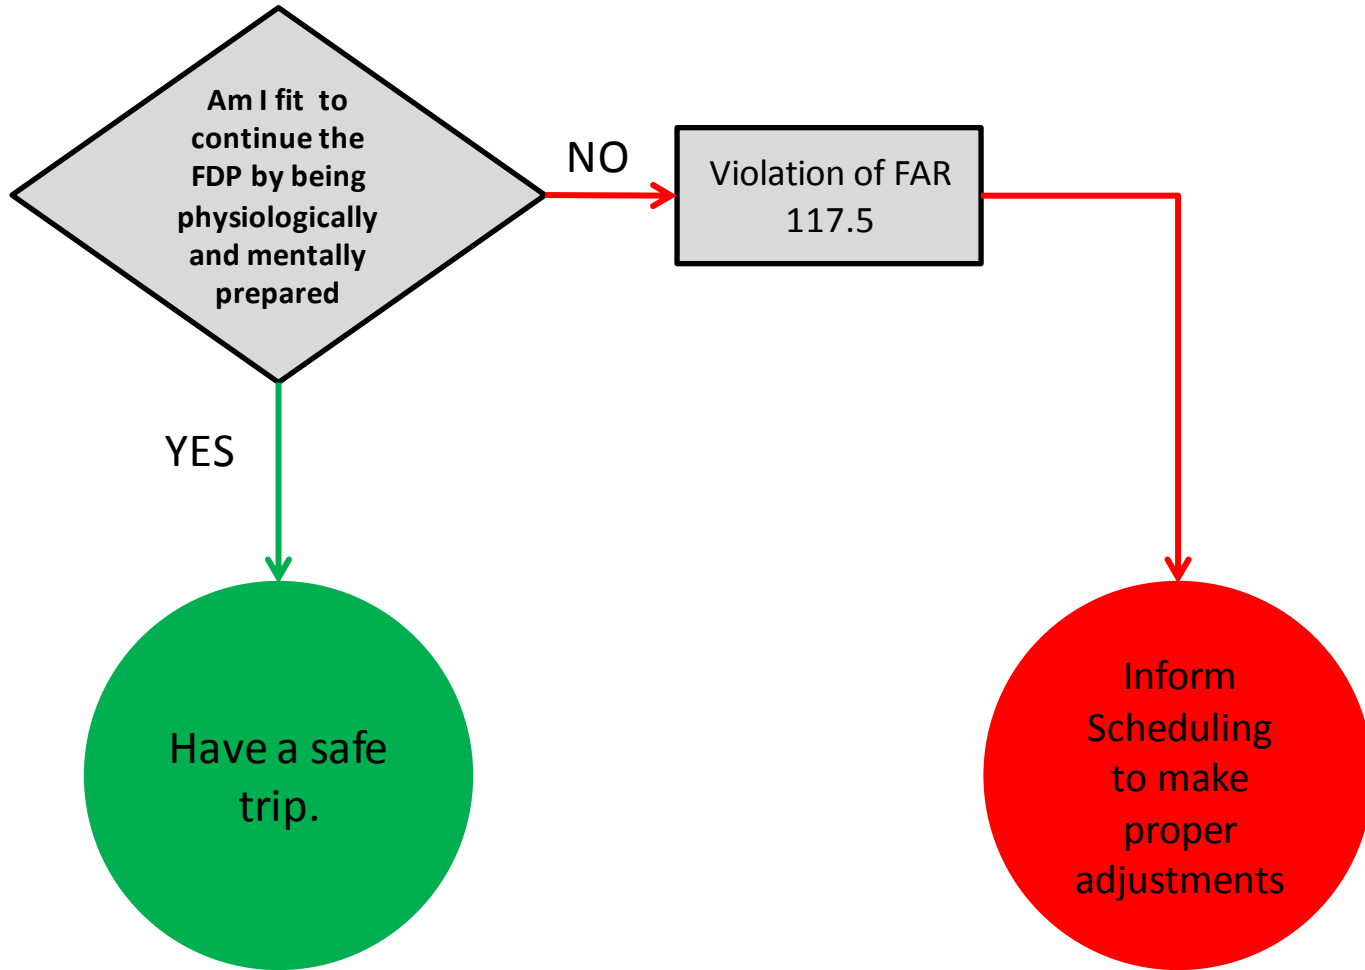 Am I fit  to
continue the
FDP by being
physiologically
and mentally
prepared
NO
Violation of FAR
117.5
YES
Have a safe
trip.
Inform
Scheduling
to make
proper
adjustments